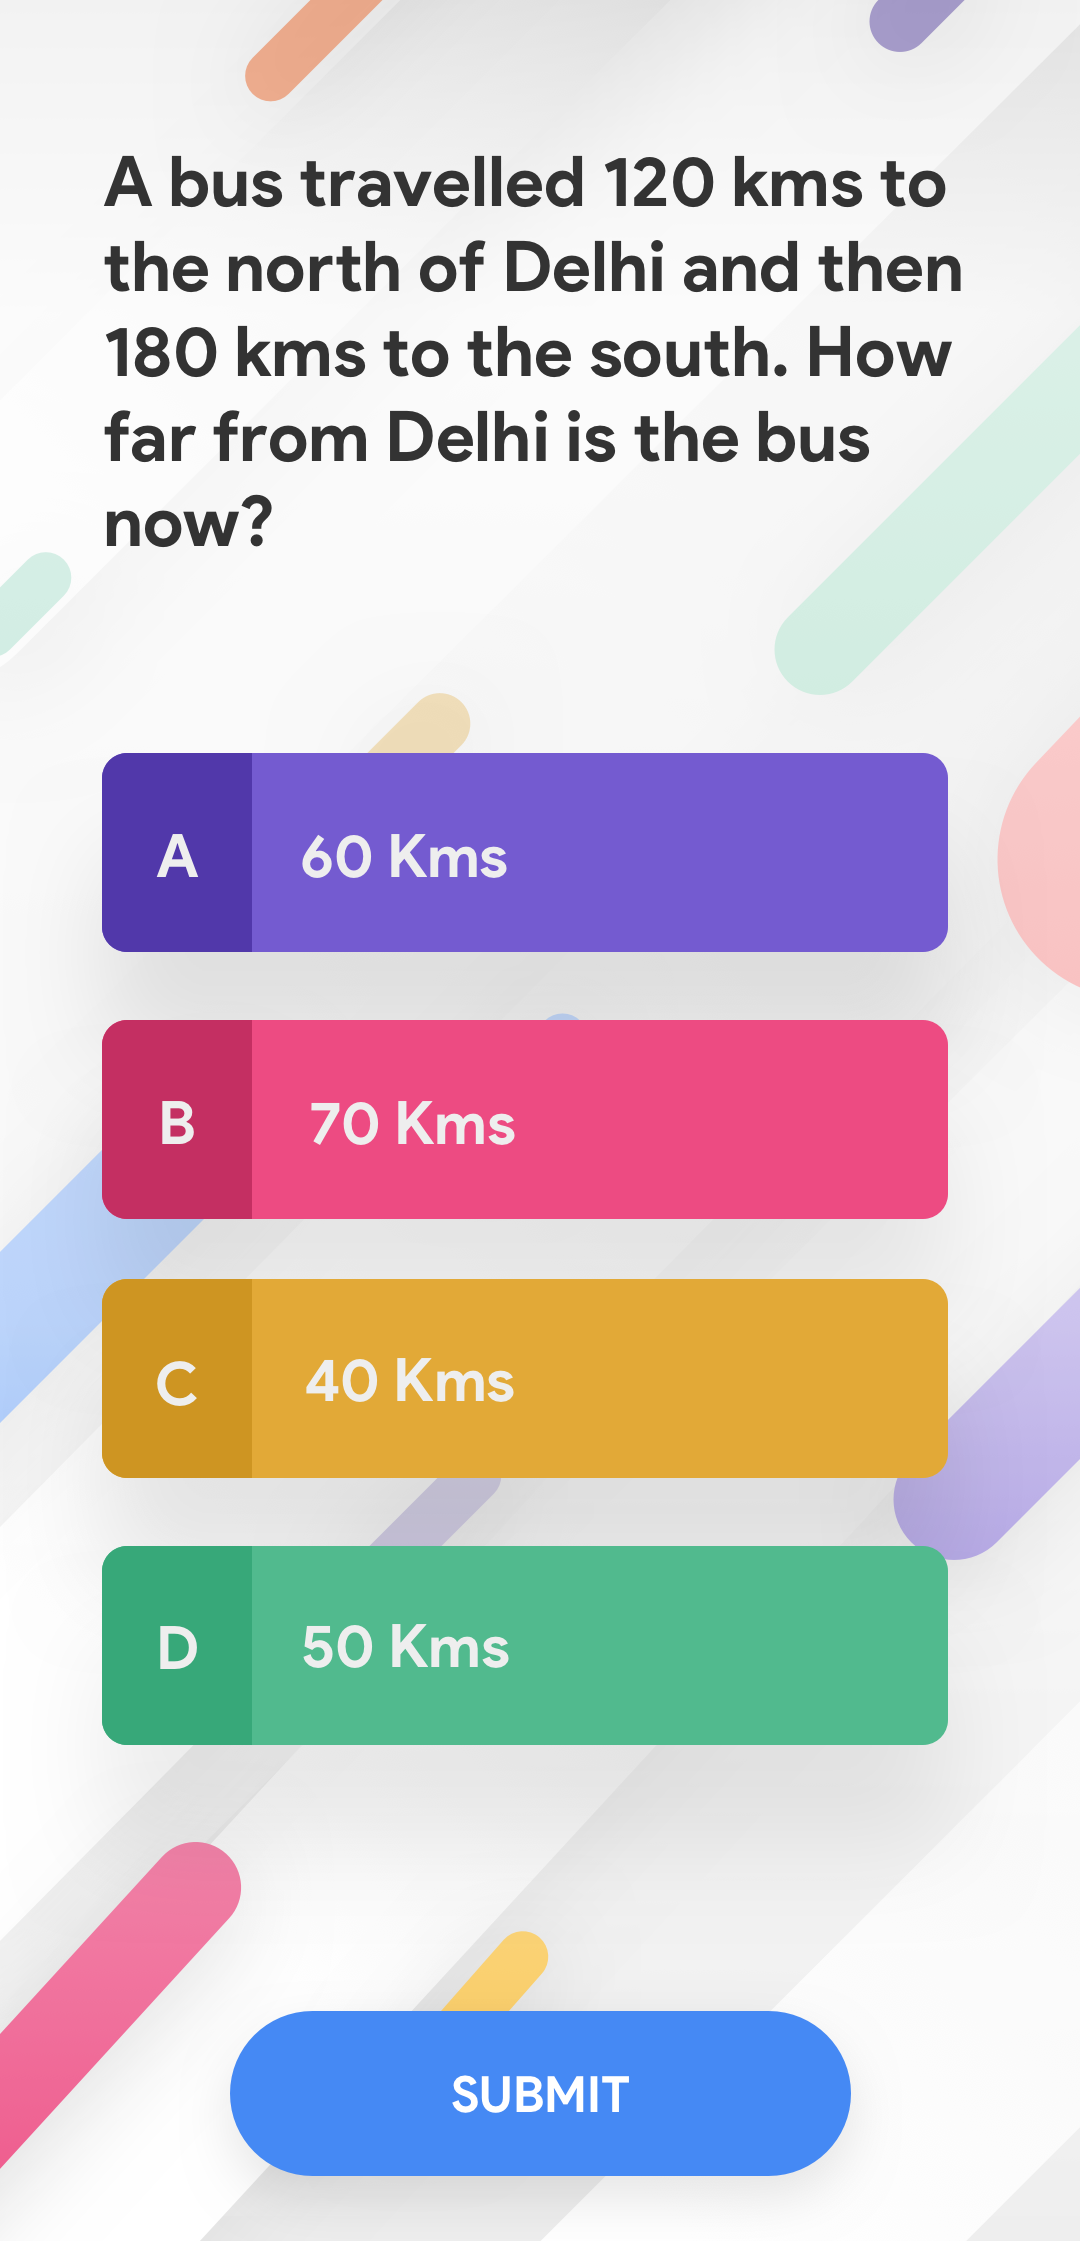 A bus travelled 120 kms to
the north of Delhi and then
180 kms to the south. How
far from Delhi is the bus
now?
A 60 Kms
B 70 Kms
C 40 Kms
D 50 Kms
SUBMIT